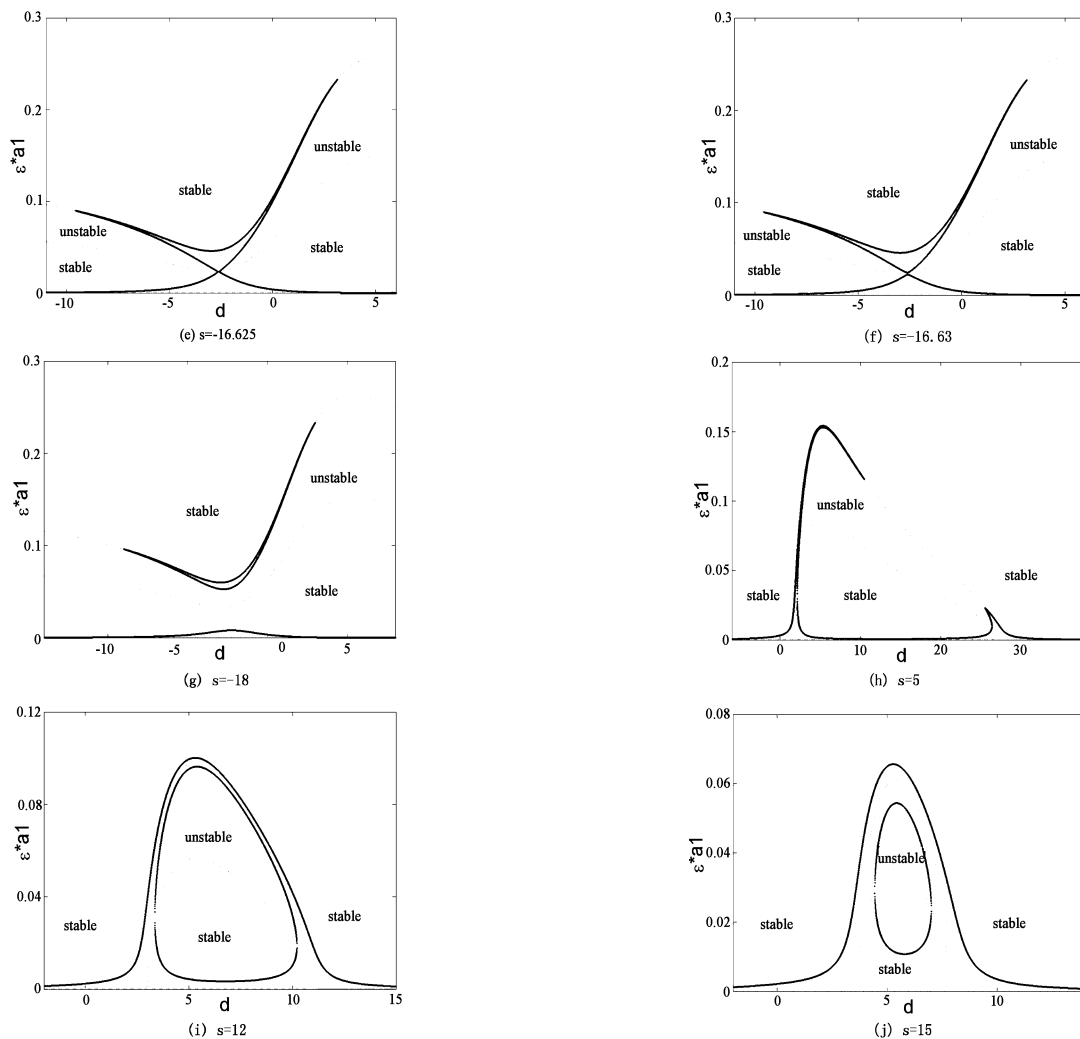 0.3
0.2
0.1
0
ε*a1
stable
unstable
unstable
stable
stable
-10
-5
0
5
d
(e) s=-16.625
0.3
0.2
0.1
0
ε*a1
stable
unstable
unstable
stable
stable
-10
-5
0
5
d
(f) s=-16.63
0.3
0.2
0.1
0
ε*a1
stable
unstable
stable
-10
-5
0
5
d
(g) s=-18
0.2
0.15
0.1
0.05
0
ε*a1
unstable
stable
stable
stable
0
10
20
30
d
(h) s=5
0.12
0.08
0.04
0
ε*a1
unstable
stable
stable
stable
0
5
10
15
d
(i) s=12
0.08
0.06
0.04
0.02
0
ε*a1
unstable
stable
stable
stable
0
5
10
d
(j) s=15